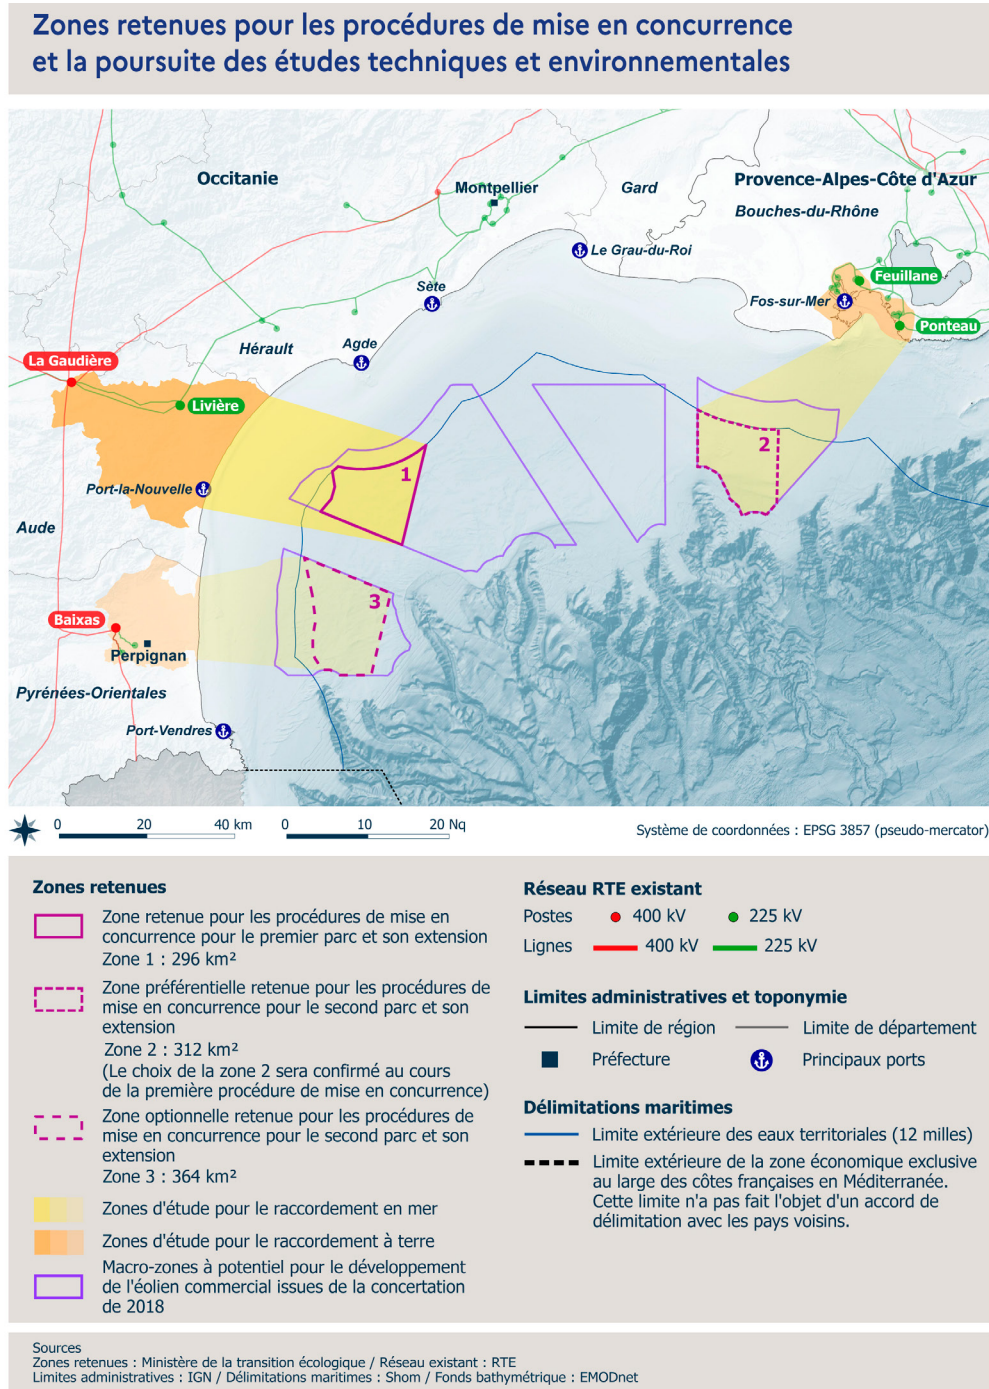 Zones retenues pour les procédures de mise en concurrence
et la poursuite des études techniques et environnementales
Occitanie
Montpellier
Gard
Provence-Alpes-Côte d'Azur
Bouches-du-Rhône
Le Grau-du-Roi
Feuillane
Sète
Fos-sur-Mer
Ponteau
Agde
Hérault
La Gaudière
Livière
1
2
Port-la-Nouvelle
Aude
3
Baixas
Perpignan
Pyrénées-Orientales
Port-Vendres
0 20 40 km
0 10 20 Nq
Système de coordonnées : EPSG 3857 (pseudo-mercator)
Zones retenues
Zone retenue pour les procédures de mise en
concurrence pour le premier parc et son extension
Zone 1 : 296 km²
Zone préférentielle retenue pour les procédures de
mise en concurrence pour le second parc et son
extension
Zone 2 : 312 km²
(Le choix de la zone 2 sera confirmé au cours
de la première procédure de mise en concurrence)
Zone optionnelle retenue pour les procédures de
mise en concurrence pour le second parc et son
extension
Zone 3 : 364 km²
Zones d'étude pour le raccordement en mer
Zones d'étude pour le raccordement à terre
Macro-zones à potentiel pour le développement
de l'éolien commercial issues de la concertation
de 2018
Réseau RTE existant
Postes 400 kV 225 kV
Lignes 400 kV 225 kV
Limites administratives et toponymie
Limite de région Limite de département
Préfecture Principaux ports
Délimitations maritimes
Limite extérieure des eaux territoriales (12 milles)
Limite extérieure de la zone économique exclusive
au large des côtes françaises en Méditerranée.
Cette limite n'a pas fait l'objet d'un accord de
délimitation avec les pays voisins.
Sources
Zones retenues : Ministère de la transition écologique / Réseau existant : RTE
Limites administratives : IGN / Délimitations maritimes : Shom / Fonds bathymétrique : EMODnet